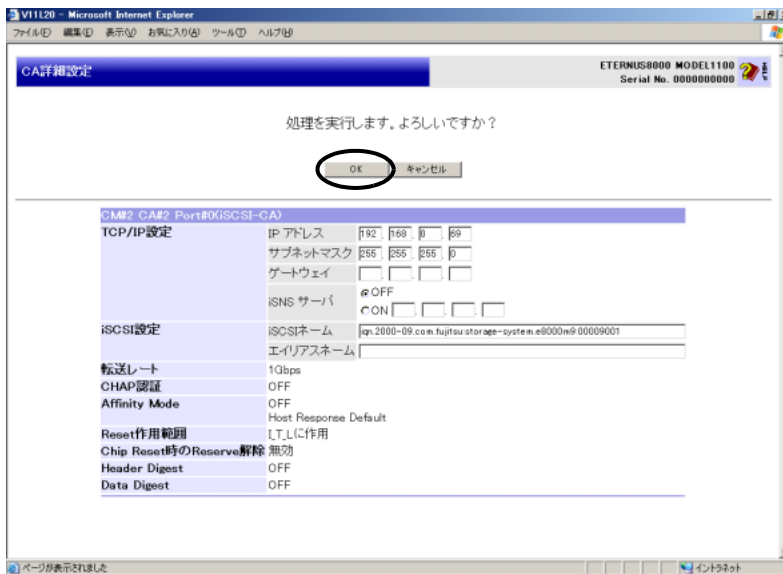 V11L20 - Microsoft Internet Explorer
ファイル(F) 編集(E) 表示(V) お気に入り(A) ツール(T) ヘルプ(H)
CA詳細設定
ETERNUS8000 MODEL1100
Serial No. 0000000000
処理を実行します。よろしいですか？
OK キャンセル
CM#2 CA#2 Port#0(iSCSI-CA)
TCP/IP設定 IP アドレス 192 . 168 . 0 . 69
サブネットマスク 255 . 255 . 255 . 0
ゲートウェイ . . .
iSNS サーバ OFF
ON . . .
iSCSI設定 iSCSIネーム iqn.2000-09.com.fujitsu:storage-system.e8000m9:00009001
エイリアスネーム
転送レート 1Gbps
CHAP認証 OFF
Affinity Mode OFF
Host Response Default
Reset作用範囲 I_T_Lに作用
Chip Reset時のReserve解除 無効
Header Digest OFF
Data Digest OFF
ページが表示されました イントラネット